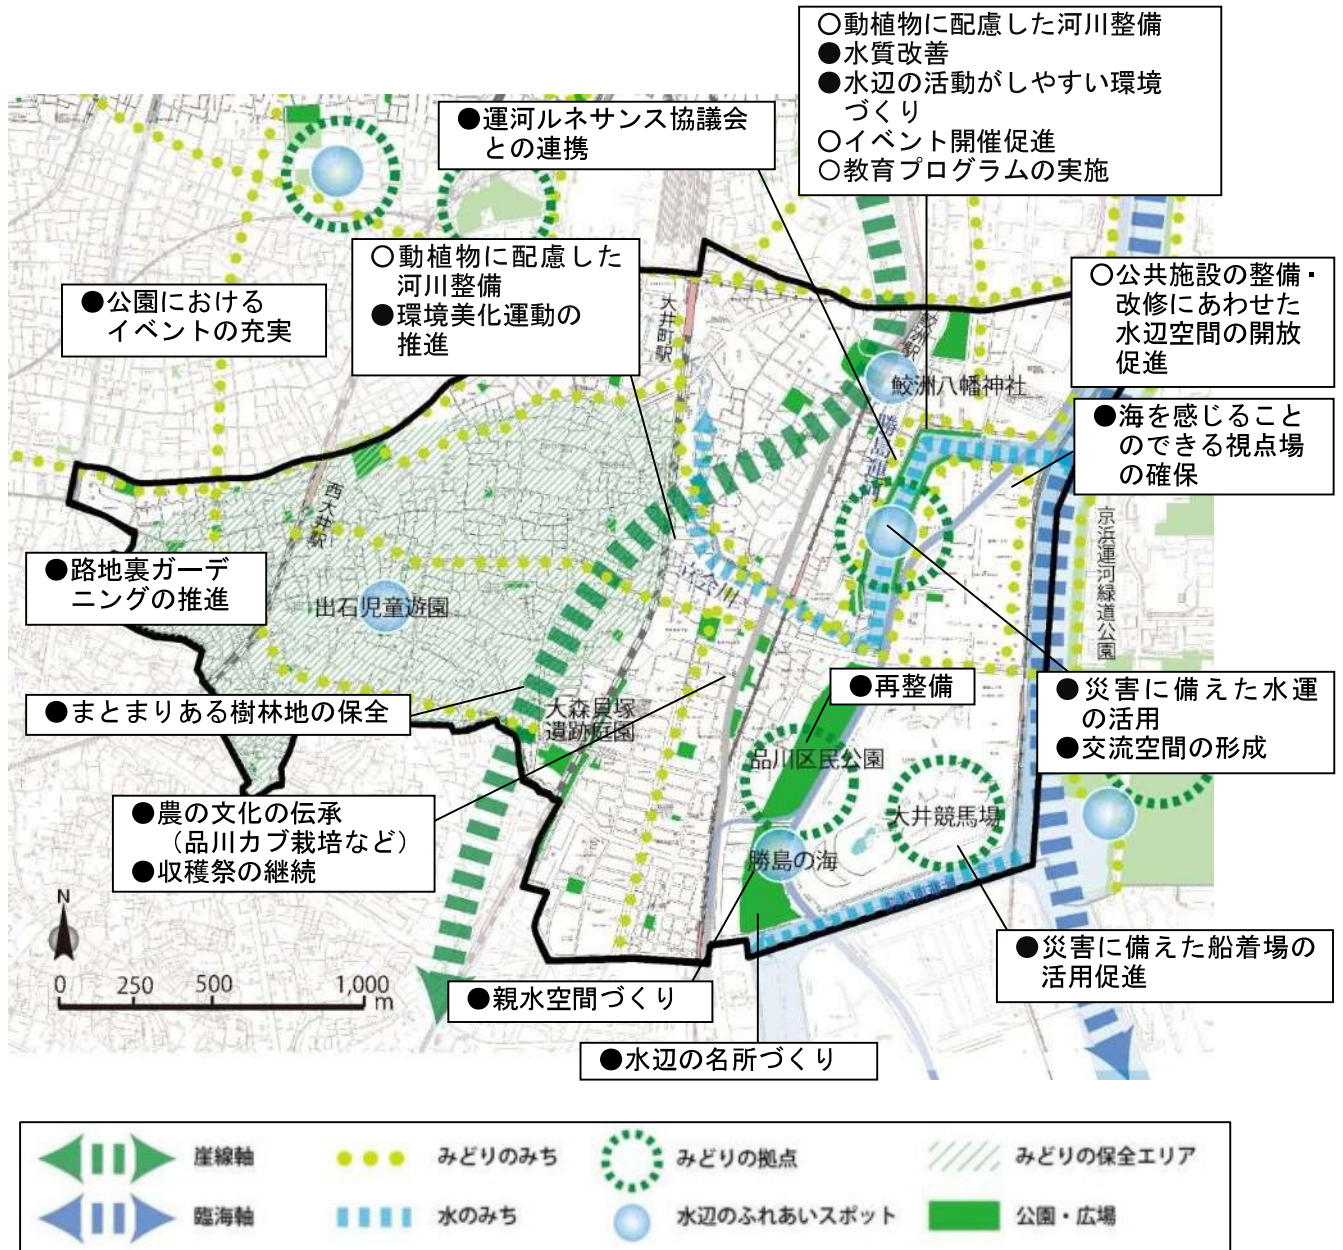 ○動植物に配慮した河川整備
●水質改善
●水辺の活動がしやすい環境
づくり
○イベント開催促進
○教育プログラムの実施
●運河ルネサンス協議会
との連携
○動植物に配慮した
河川整備
●環境美化運動の
推進
●公園における
イベントの充実
○公共施設の整備・
改修にあわせた
水辺空間の開放
促進
大井町駅
鮫洲八幡神社
●海を感じること
のできる視点場
の確保
西大井駅
京浜運河緑道公園
●路地裏ガーデ
ニングの推進
出石児童遊園
立会川
●まとまりある樹林地の保全
大森貝塚
遺跡庭園
●再整備
●災害に備えた水運
の活用
●交流空間の形成
品川区民公園
大井競馬場
●農の文化の伝承
（品川カブ栽培など）
●収穫祭の継続
勝島の海
N
0 250 500 1,000
m
●災害に備えた船着場の
活用促進
●親水空間づくり
●水辺の名所づくり
崖線軸 みどりのみち みどりの拠点 みどりの保全エリア
臨海軸 水のみち 水辺のふれあいスポット 公園・広場